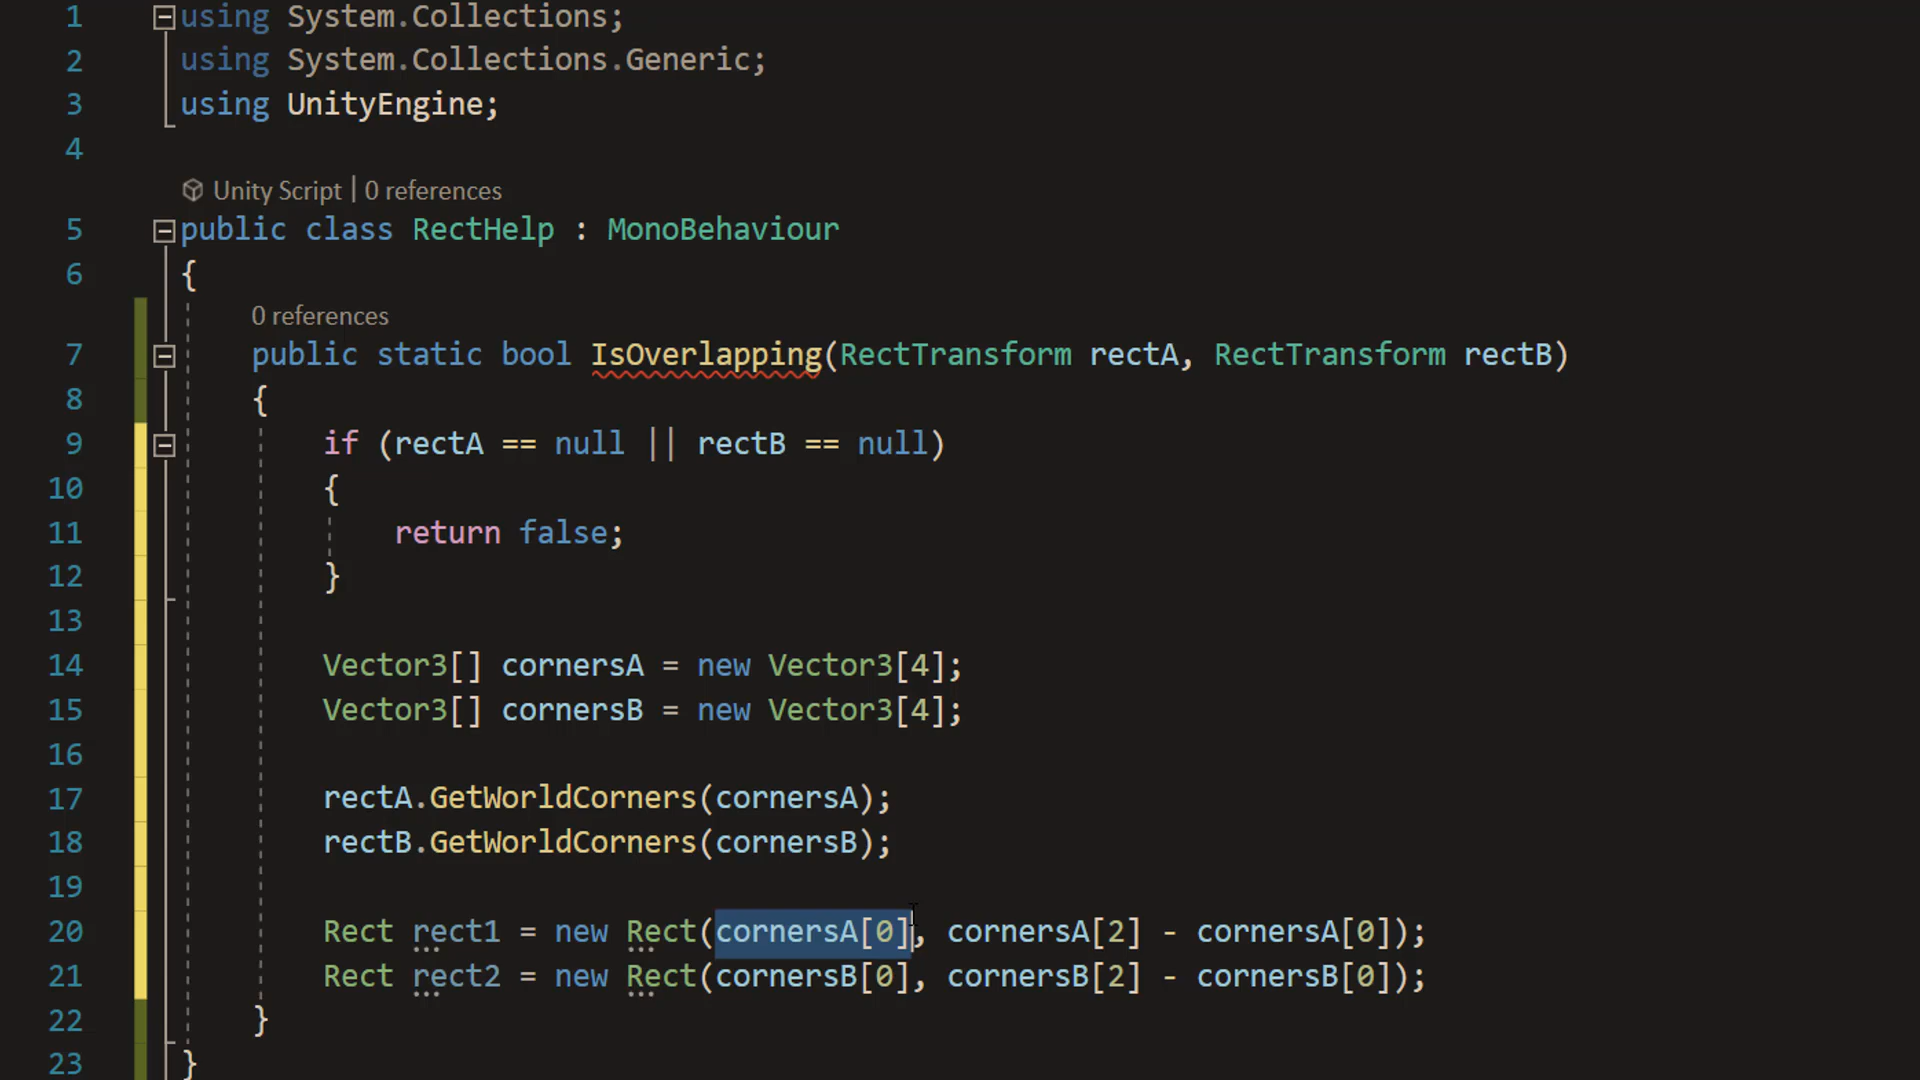 1 using System.Collections;
2 using System.Collections.Generic;
3 using UnityEngine;
4
Unity Script | 0 references
5 public class RectHelp : MonoBehaviour
6 {
0 references
7 public static bool IsOverlapping(RectTransform rectA, RectTransform rectB)
8 {
9 if (rectA == null || rectB == null)
10 {
11 return false;
12 }
13
14 Vector3[] cornersA = new Vector3[4];
15 Vector3[] cornersB = new Vector3[4];
16
17 rectA.GetWorldCorners(cornersA);
18 rectB.GetWorldCorners(cornersB);
19
20 Rect rect1 = new Rect(cornersA[0], cornersA[2] - cornersA[0]);
21 Rect rect2 = new Rect(cornersB[0], cornersB[2] - cornersB[0]);
22 }
23 }